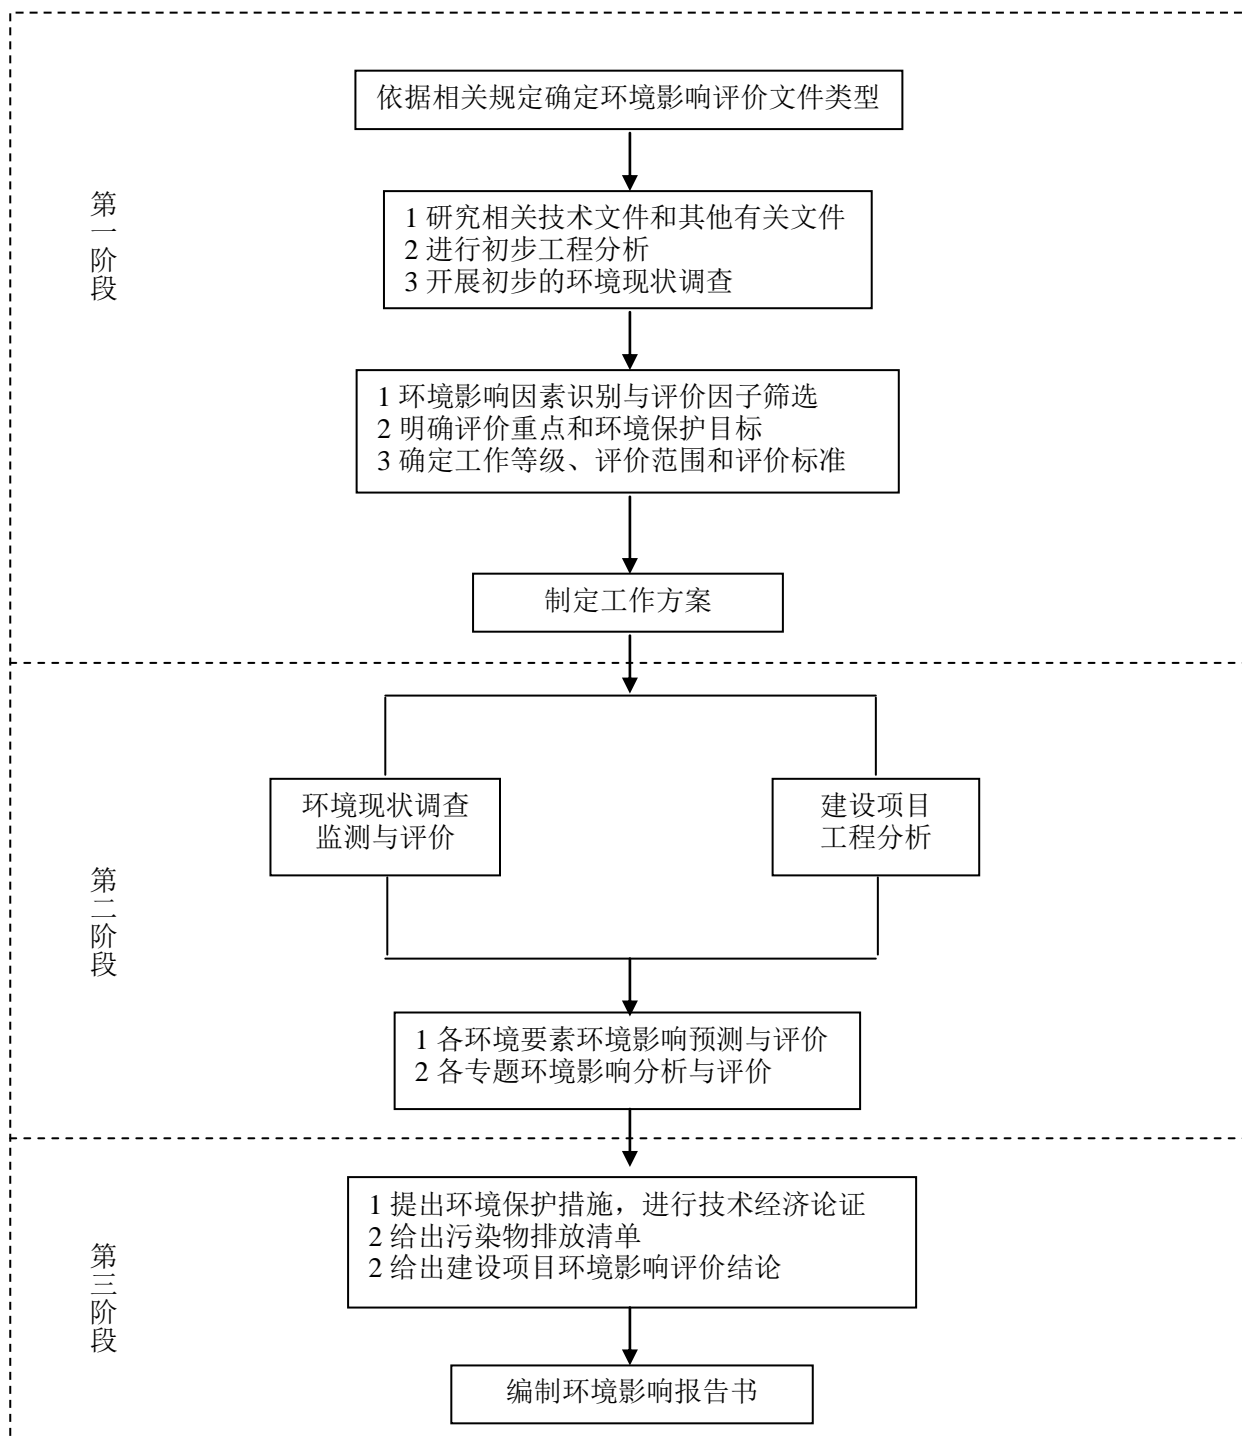 依据相关规定确定环境影响评价文件类型
第一阶段
1 研究相关技术文件和其他有关文件
2 进行初步工程分析
3 开展初步的环境现状调查
1 环境影响因素识别与评价因子筛选
2 明确评价重点和环境保护目标
3 确定工作等级、评价范围和评价标准
制定工作方案
第二阶段
环境现状调查
监测与评价
建设项目
工程分析
1 各环境要素环境影响预测与评价
2 各专题环境影响分析与评价
第三阶段
1 提出环境保护措施，进行技术经济论证
2 给出污染物排放清单
2 给出建设项目环境影响评价结论
编制环境影响报告书